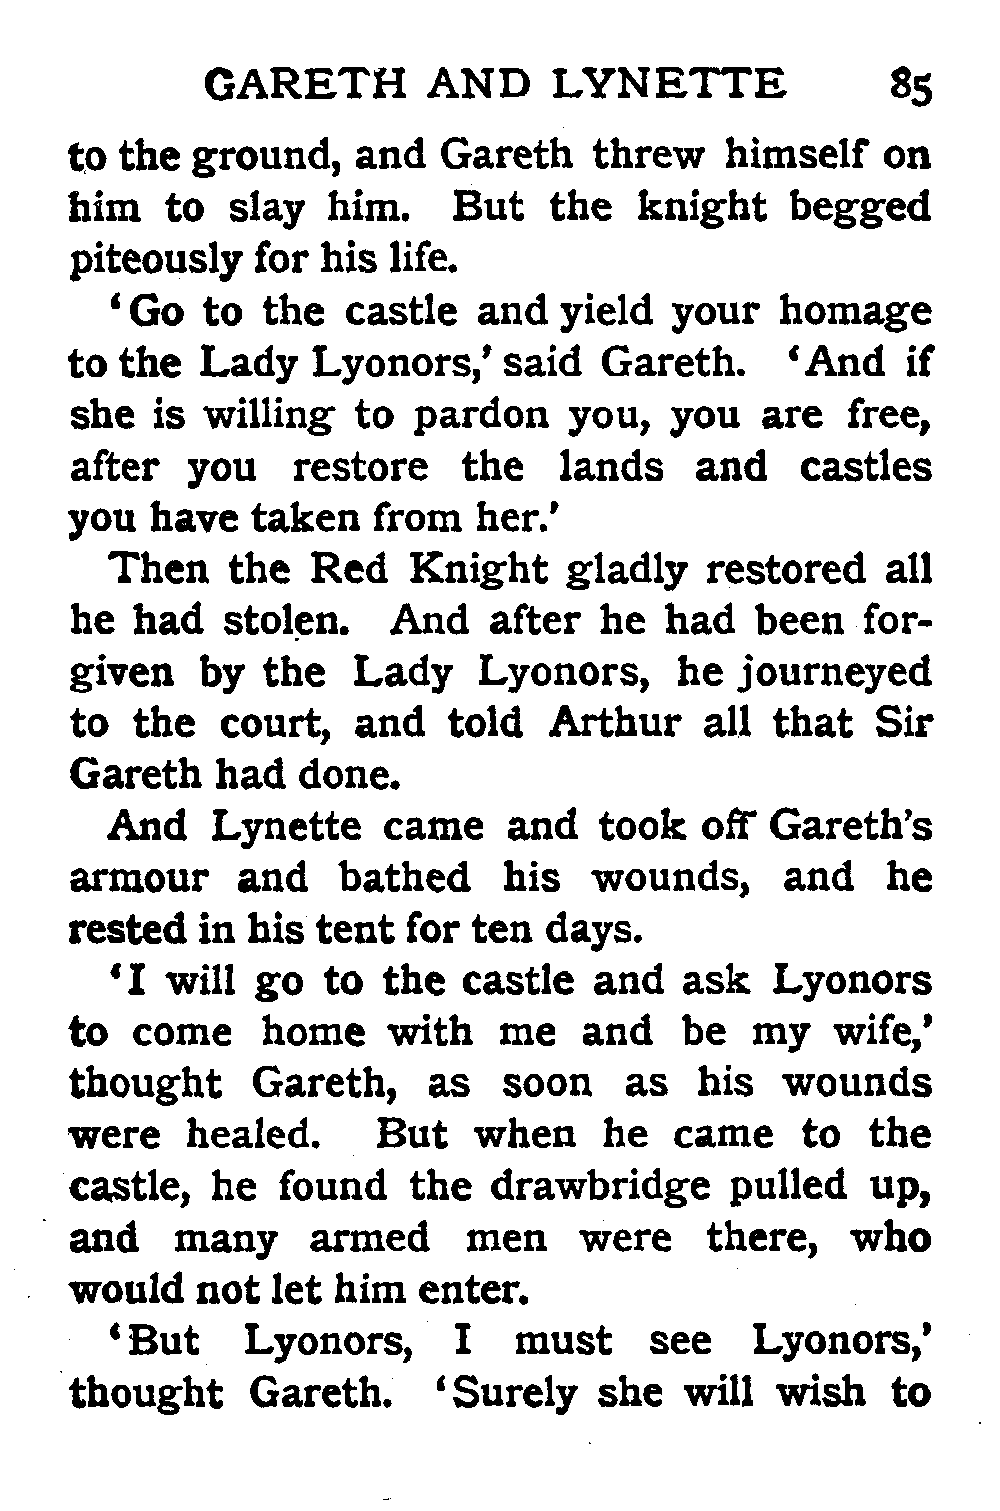 GARETH AND LYNETTE 85
to the ground, and Gareth threw himself on
him to slay him. But the knight begged
piteously for his life.
‘Go to the castle and yield your homage
to the Lady Lyonors,’ said Gareth. ‘And if
she is willing to pardon you, you are free,
after you restore the lands and castles
you have taken from her.’
Then the Red Knight gladly restored all
he had stolen. And after he had been for-
given by the Lady Lyonors, he journeyed
to the court, and told Arthur all that Sir
Gareth had done.
And Lynette came and took off Gareth’s
armour and bathed his wounds, and he
rested in his tent for ten days.
‘I will go to the castle and ask Lyonors
to come home with me and be my wife,’
thought Gareth, as soon as his wounds
were healed. But when he came to the
castle, he found the drawbridge pulled up,
and many armed men were there, who
would not let him enter.
‘But Lyonors, I must see Lyonors,’
thought Gareth. ‘Surely she will wish to